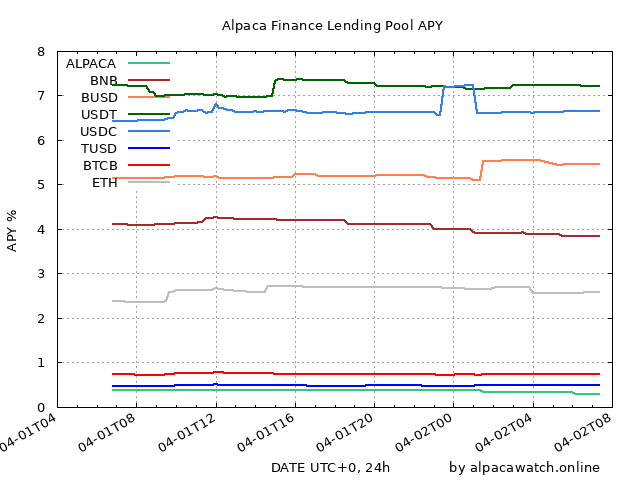 Alpaca Finance Lending Pool APY
8
7
6
5
4
3
2
1
0
APY %
ALPACA
BNB
BUSD
USDT
USDC
TUSD
BTCB
ETH
04-01T04
04-01T08
04-01T12
04-01T16
04-01T20
04-02T00
04-02T04
04-02T08
DATE UTC+0, 24h
by alpacawatch.online